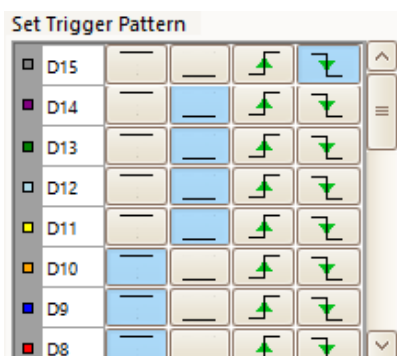 Set Trigger Pattern
D15
D14
D13
D12
D11
D10
D9
D8